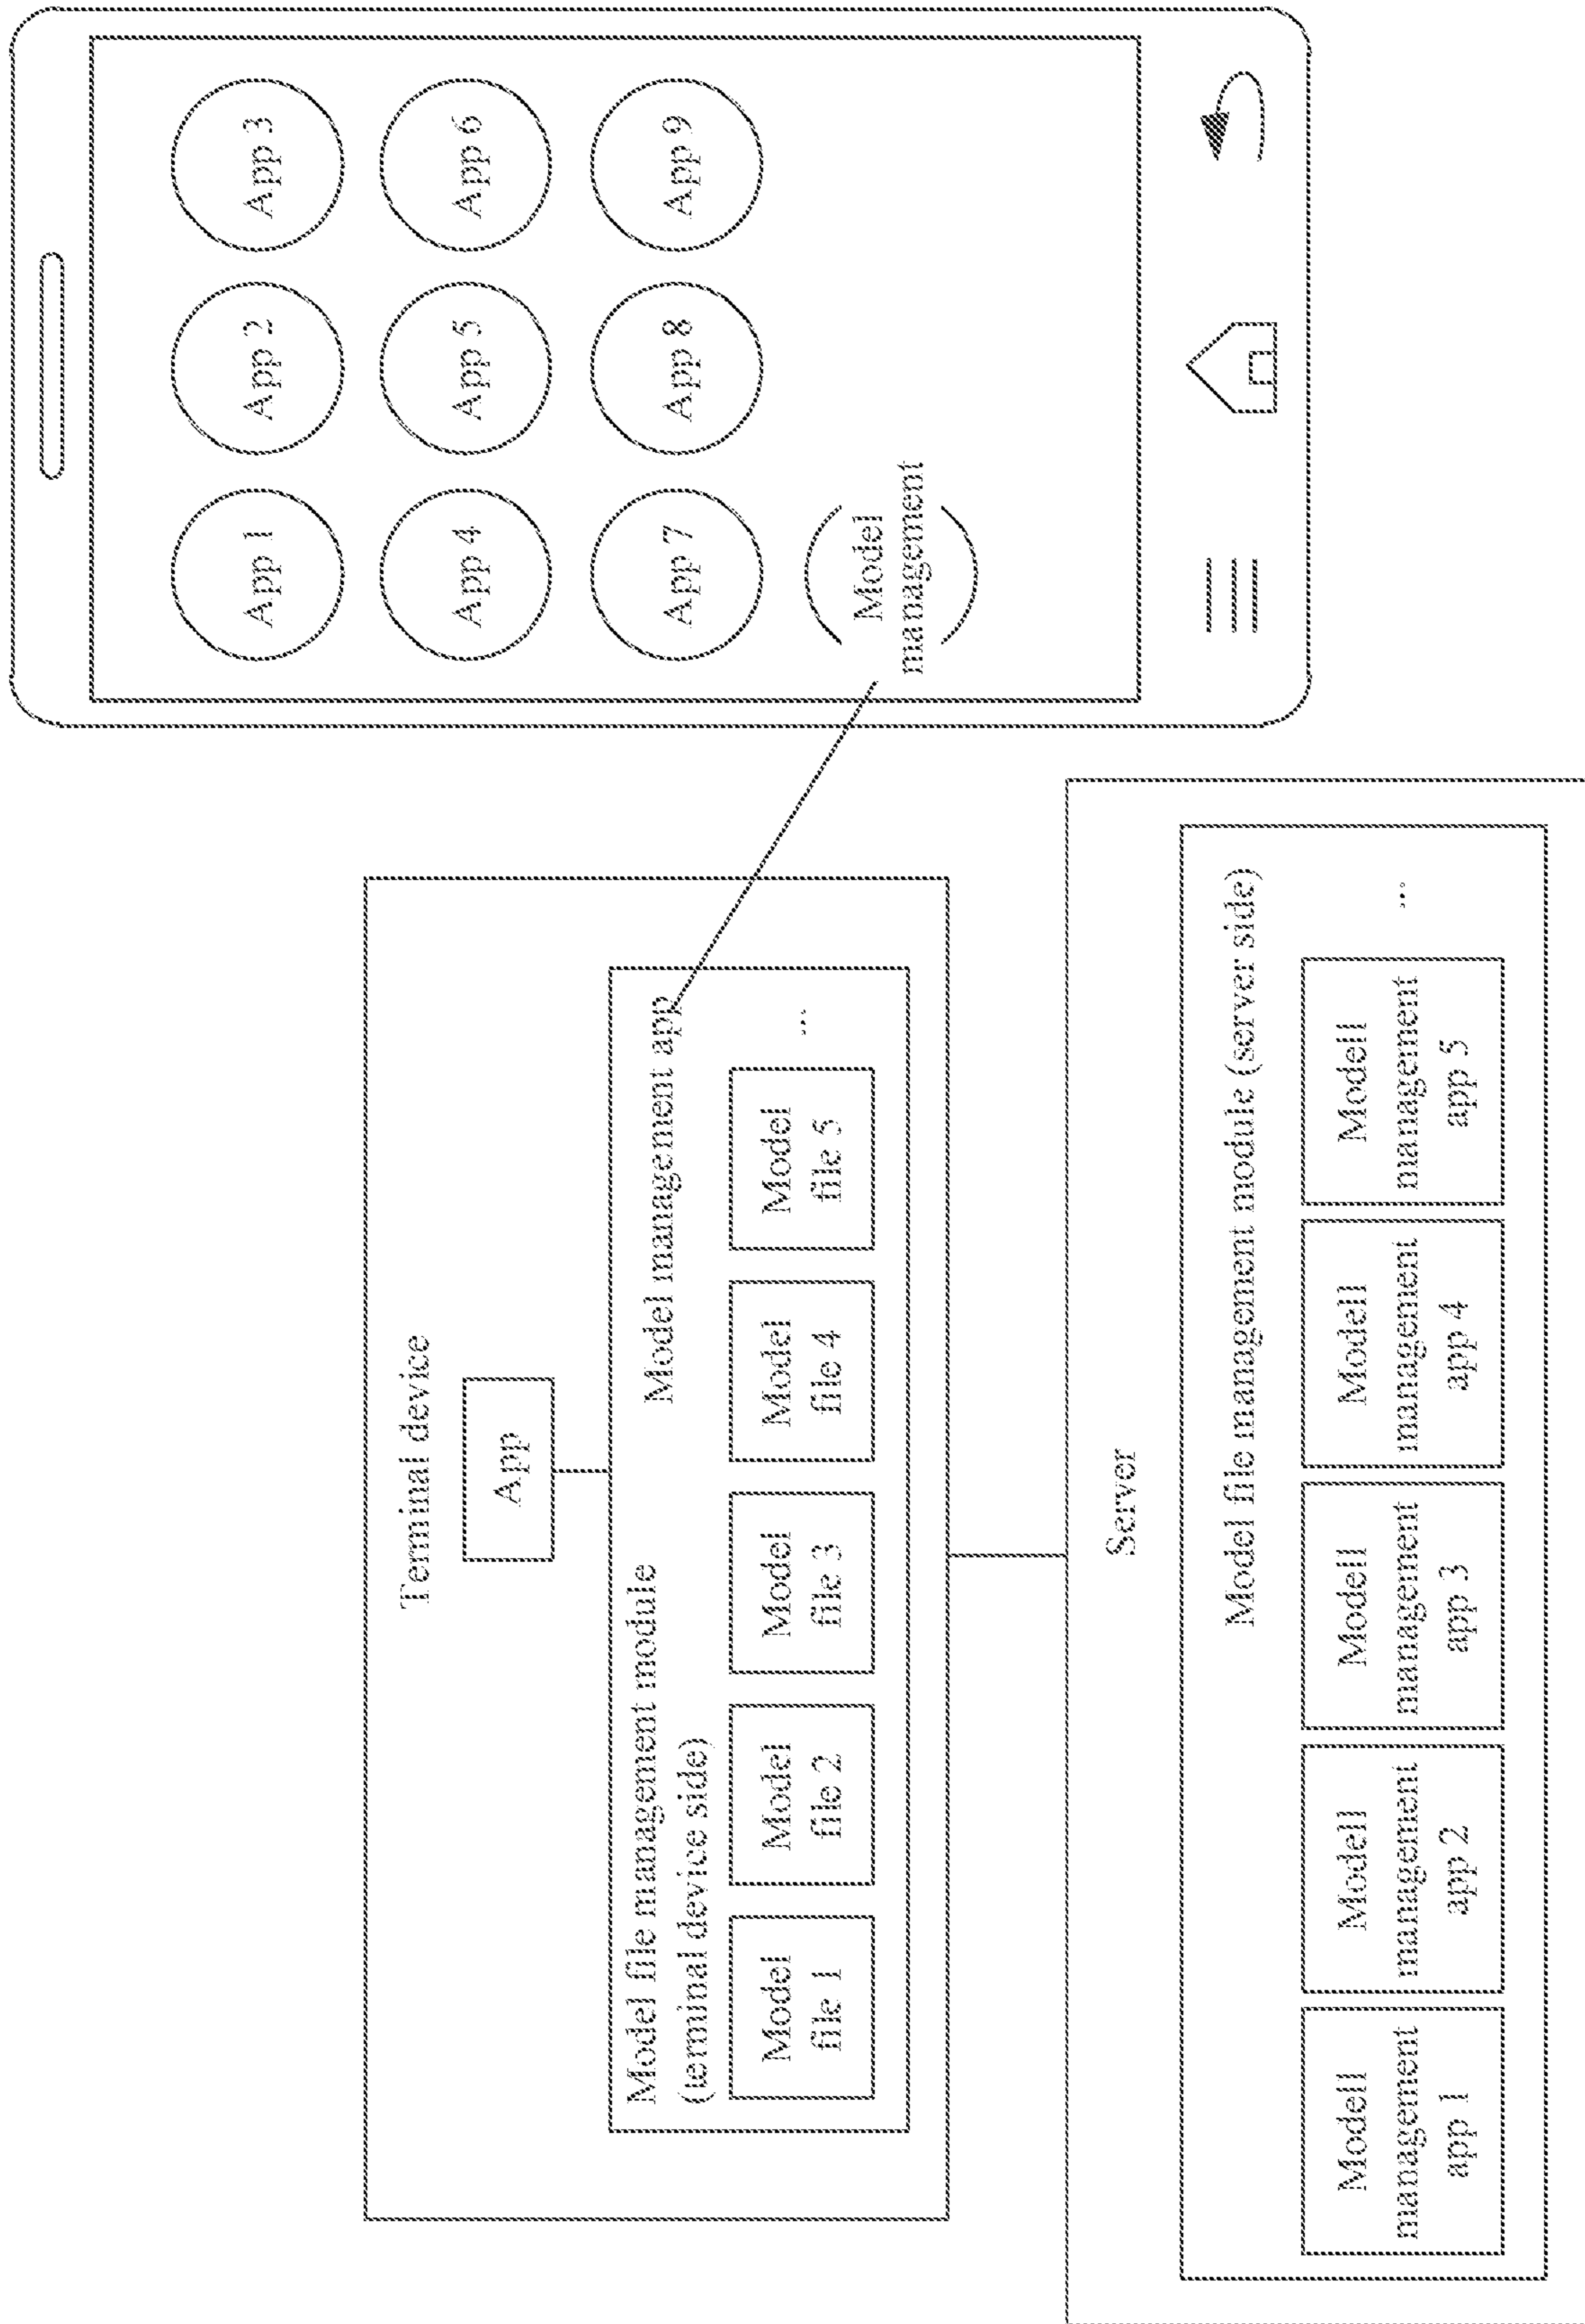 Terminal device
App
Model file management module
(terminal device side)
Model management app
Model
file 1
Model
file 2
Model
file 3
Model
file 4
Model
file 5
...
Server
Model file management module (server side)
Modell
management
app 1
Modell
management
app 2
Modell
management
app 3
Modell
management
app 4
Modell
management
app 5
...
App 1
App 2
App 3
App 4
App 5
App 6
App 7
App 8
App 9
Model
management